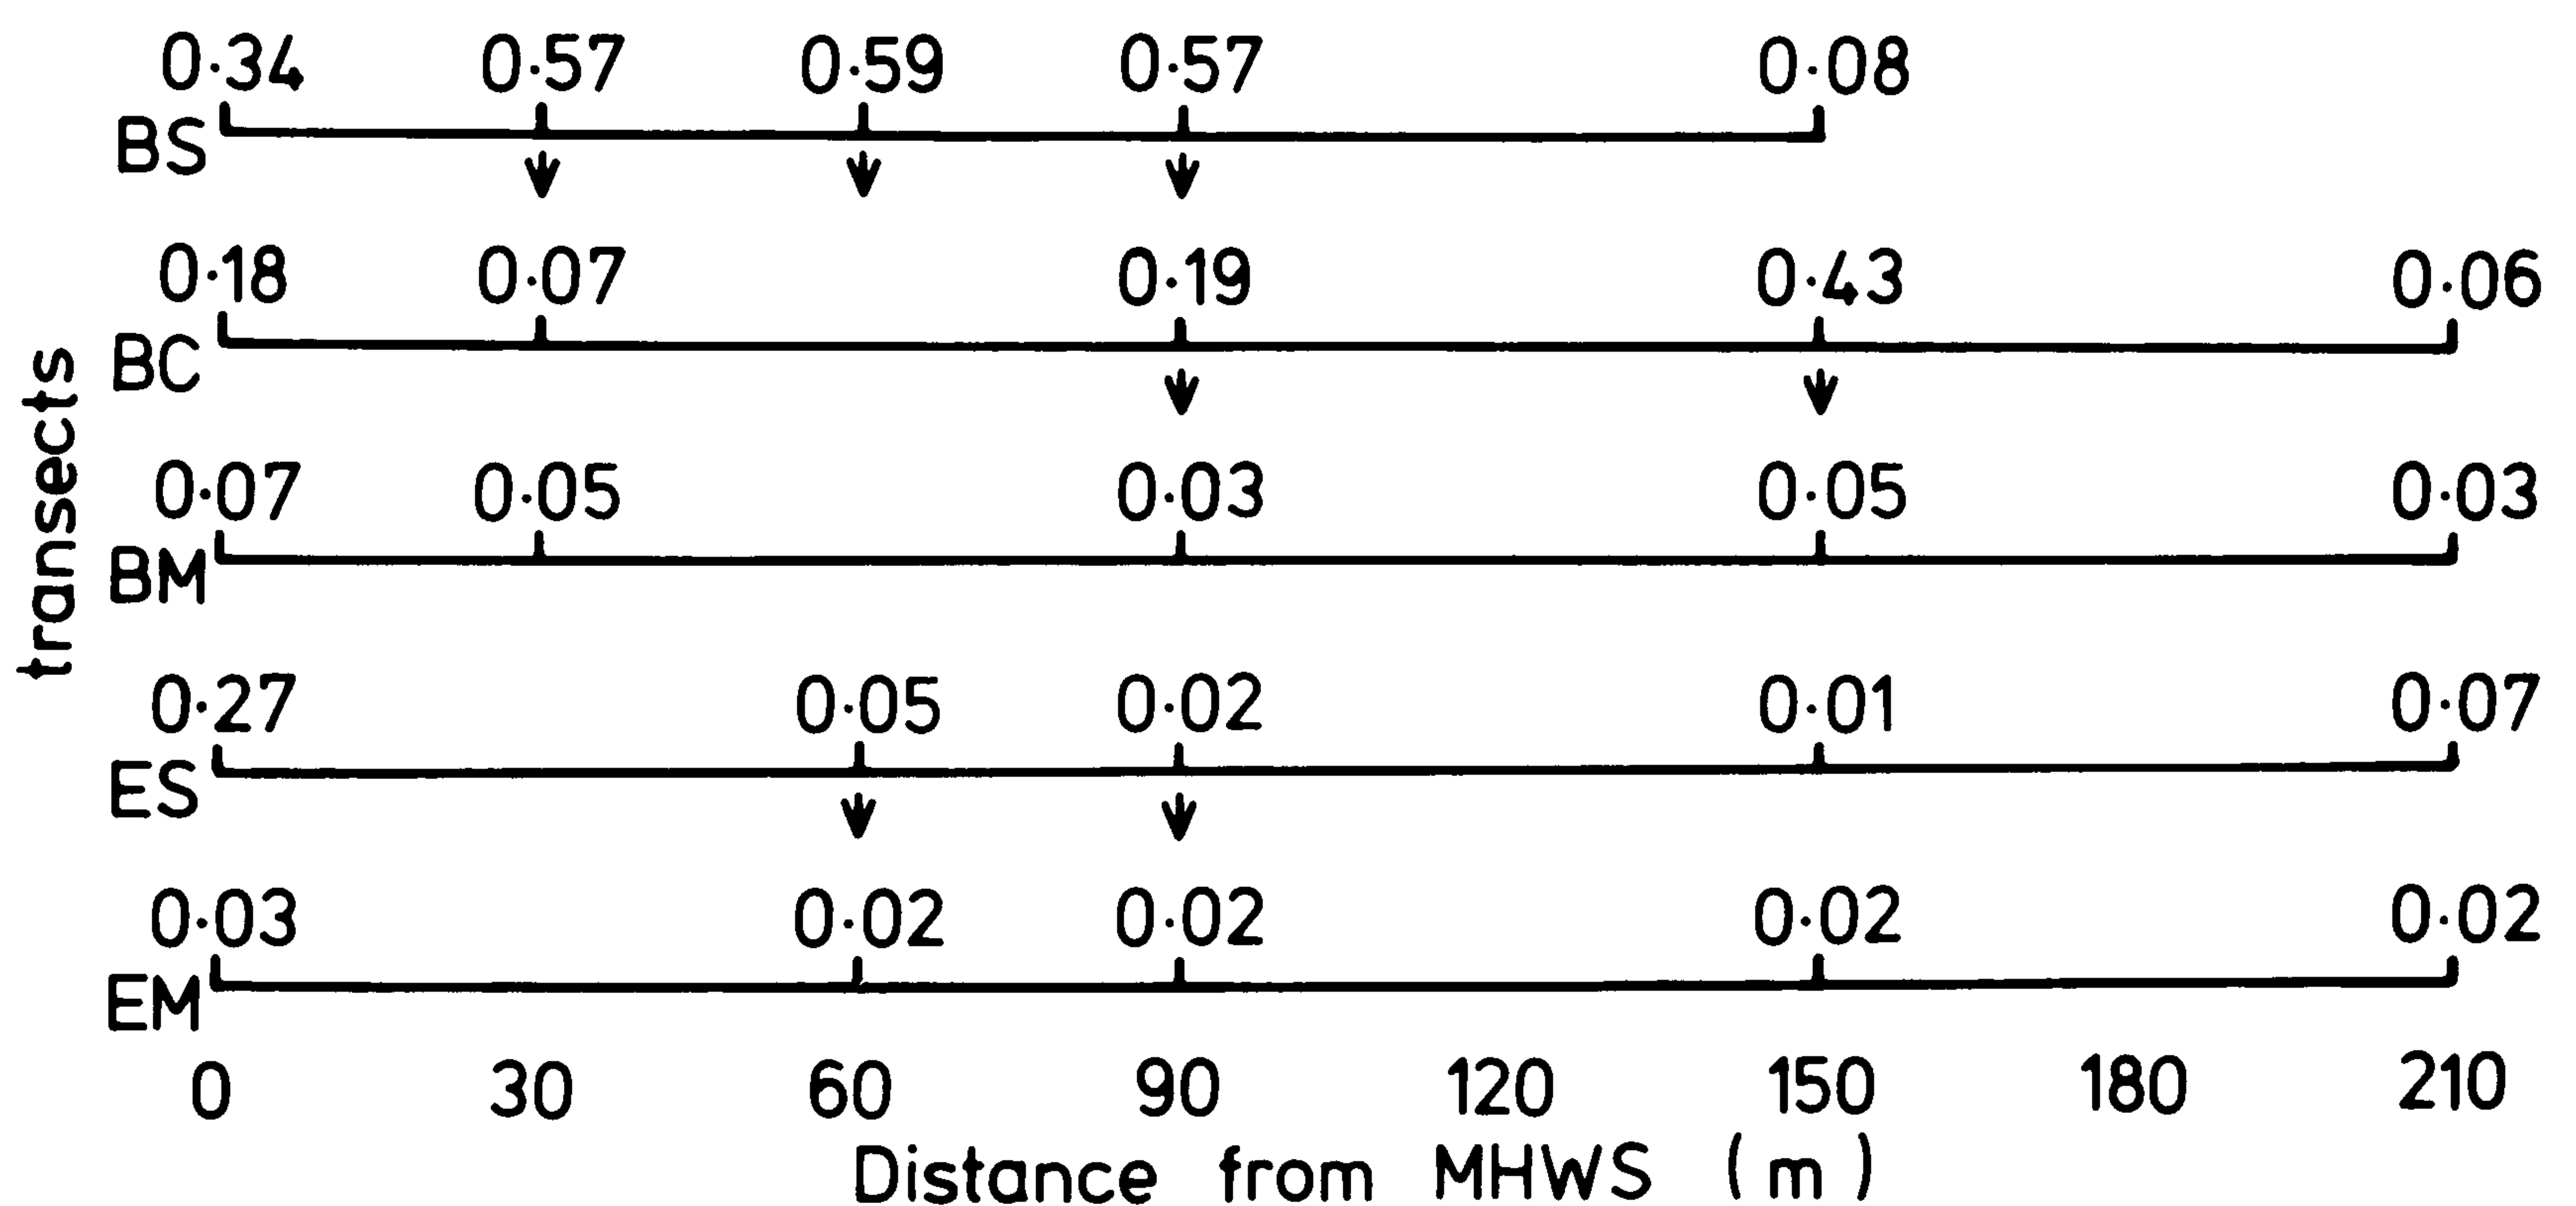 0·34 0·57 0·59 0·57 0·08
BS
0·18 0·07 0·19 0·43 0·06
BC
0·07 0·05 0·03 0·05 0·03
BM
0·27 0·05 0·02 0·01 0·07
ES
0·03 0·02 0·02 0·02 0·02
EM
transects
0 30 60 90 120 150 180 210
Distance from MHWS (m)